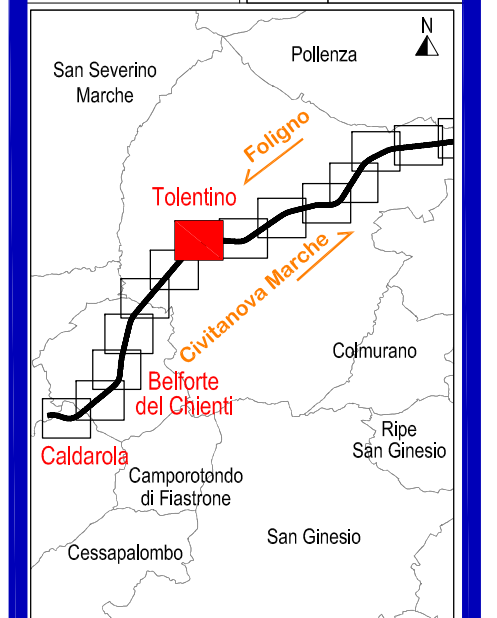 N
Pollenza
San Severino
Marche
Foligno
Tolentino
Civitanova Marche
Colmurano
Belforte
del Chienti
Ripe
San Ginesio
Caldarola
Camporotondo
di Fiastrone
San Ginesio
Cessapalombo